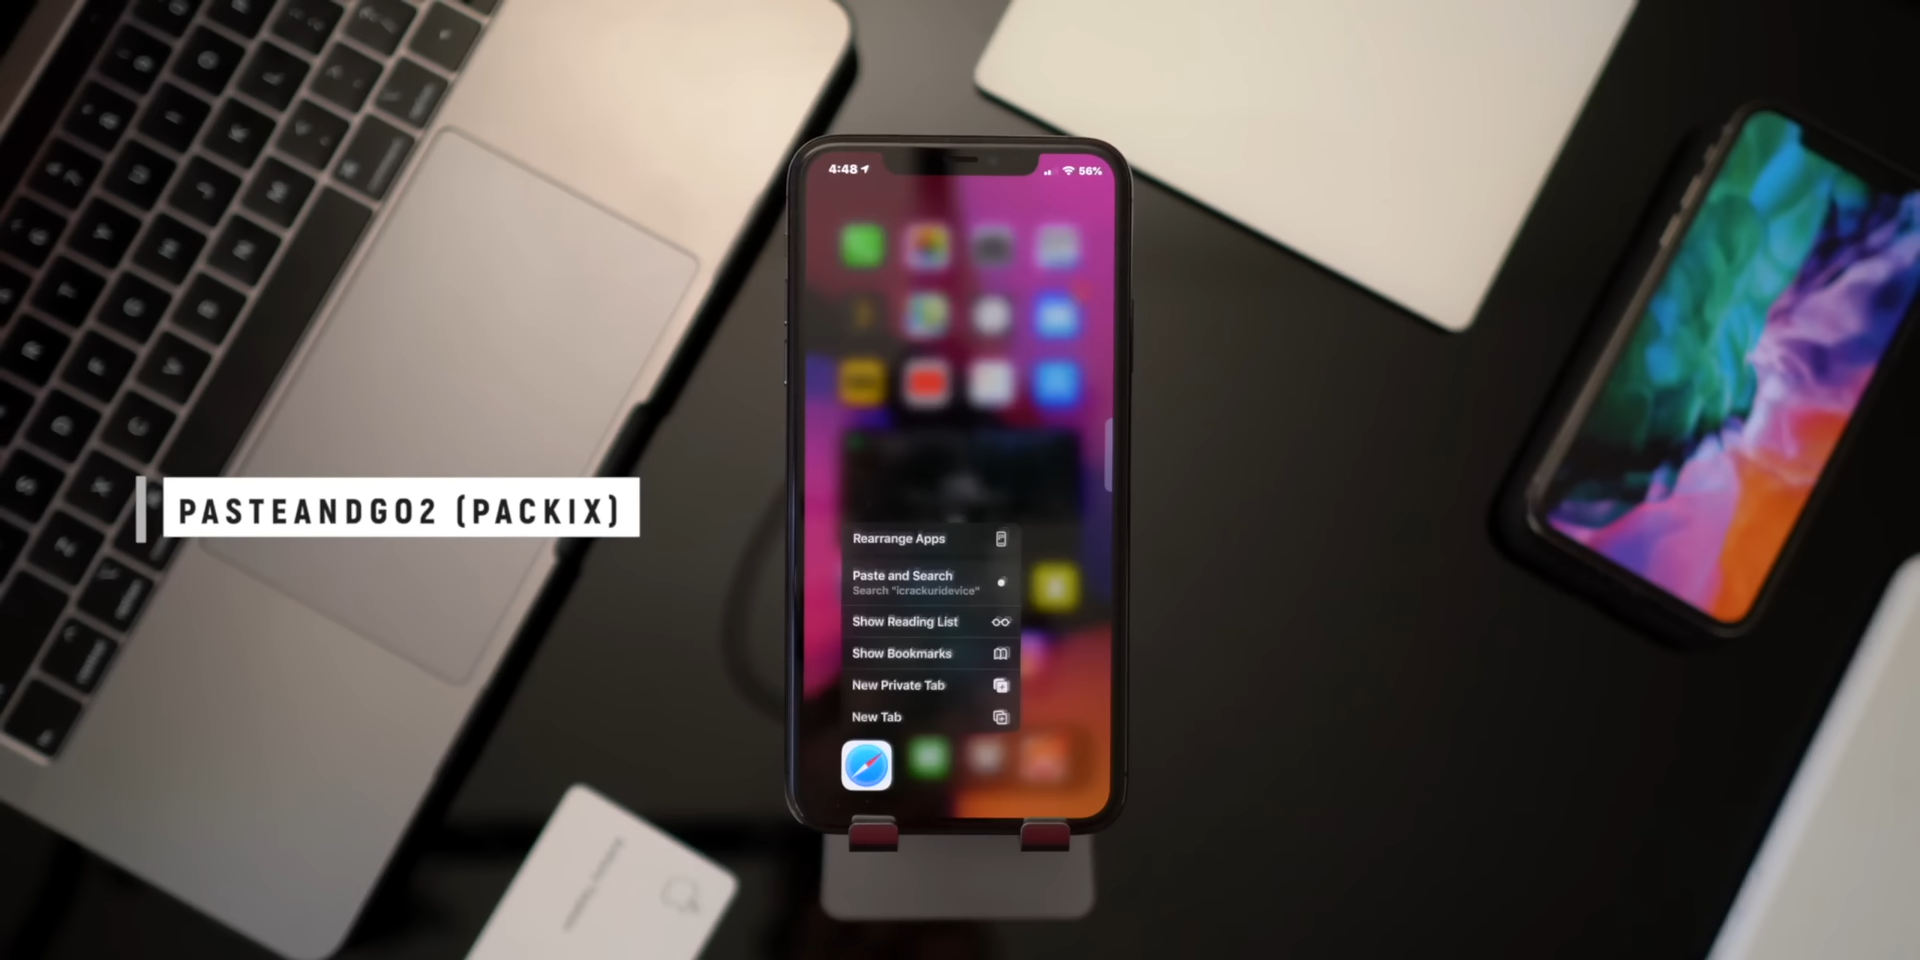 4:48
56%
PASTEANDGO2 (PACKIX)
Rearrange Apps
Paste and Search
Search "icrackuridevice"
Show Reading List
Show Bookmarks
New Private Tab
New Tab